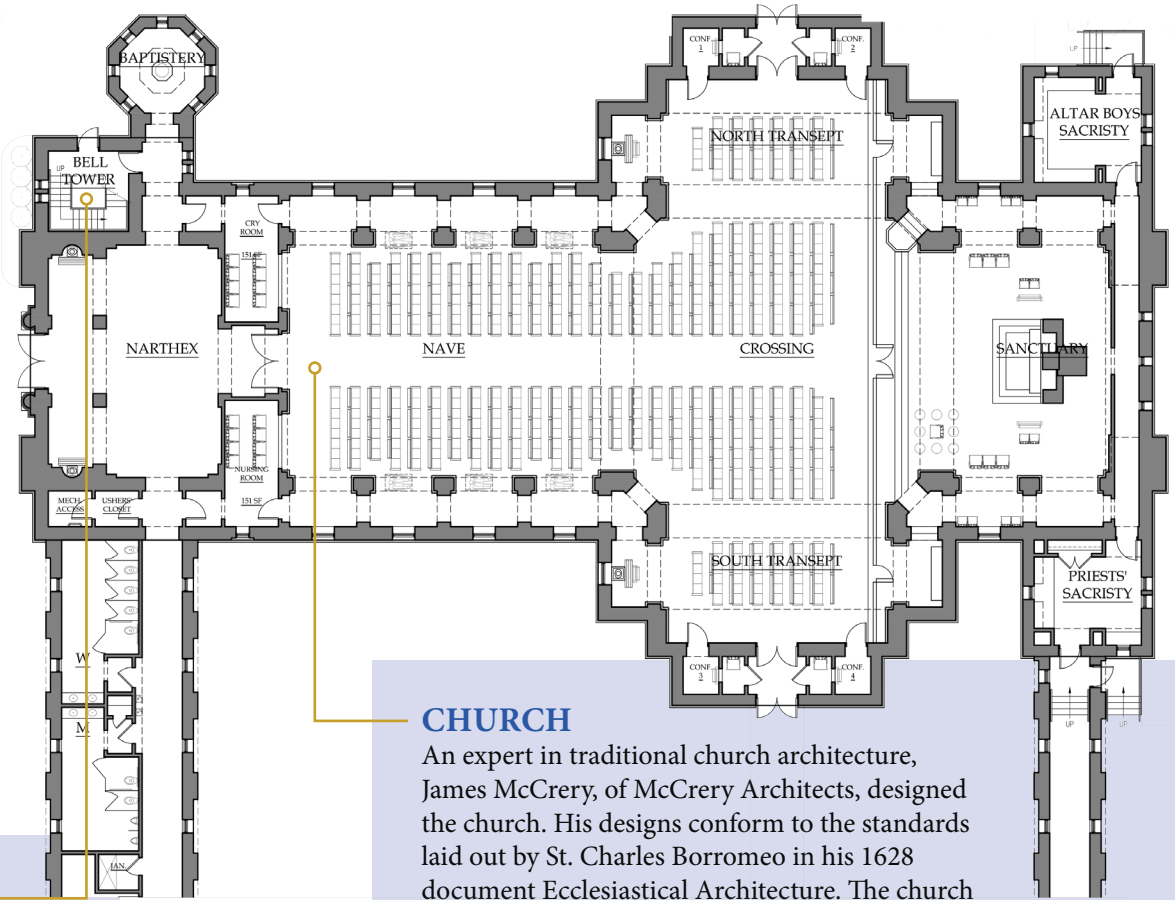 CONF.
1
CONF.
2
UP
BAPTISTERY
ALTAR BOYS
SACRISTY
NORTH TRANSEPT
BELL
TOWER
UP
CRY
ROOM
151 SF
NARTHEX
NAVE
CROSSING
SANCTUARY
NURSING
ROOM
151 SF
MECH.
ACCESS
USHERS'
CLOSET
SOUTH TRANSEPT
PRIESTS'
SACRISTY
W
CONF.
3
CONF.
4
M
UP
UP
JAN.
CHURCH
An expert in traditional church architecture,
James McCrery, of McCrery Architects, designed
the church. His designs conform to the standards
laid out by St. Charles Borromeo in his 1628
document Ecclesiastical Architecture. The church